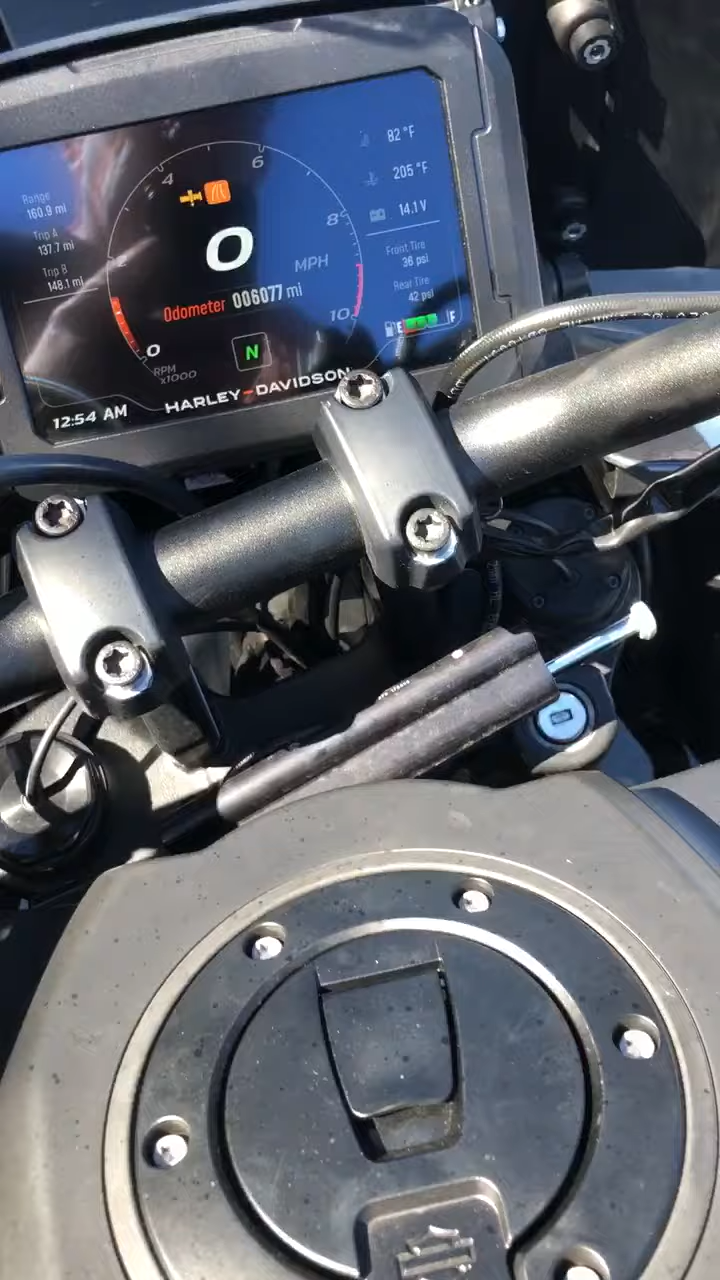 Range
160.9 mi
Trip A
137.7 mi
Trip B
148.1 mi
82 °F
205 °F
14.1 V
Front Tire
36 psi
Rear Tire
42 psi
E F
0 2 4 6 8 10
0
MPH
Odometer 006077 mi
N
RPM
x1000
12:54 AM
HARLEY-DAVIDSON